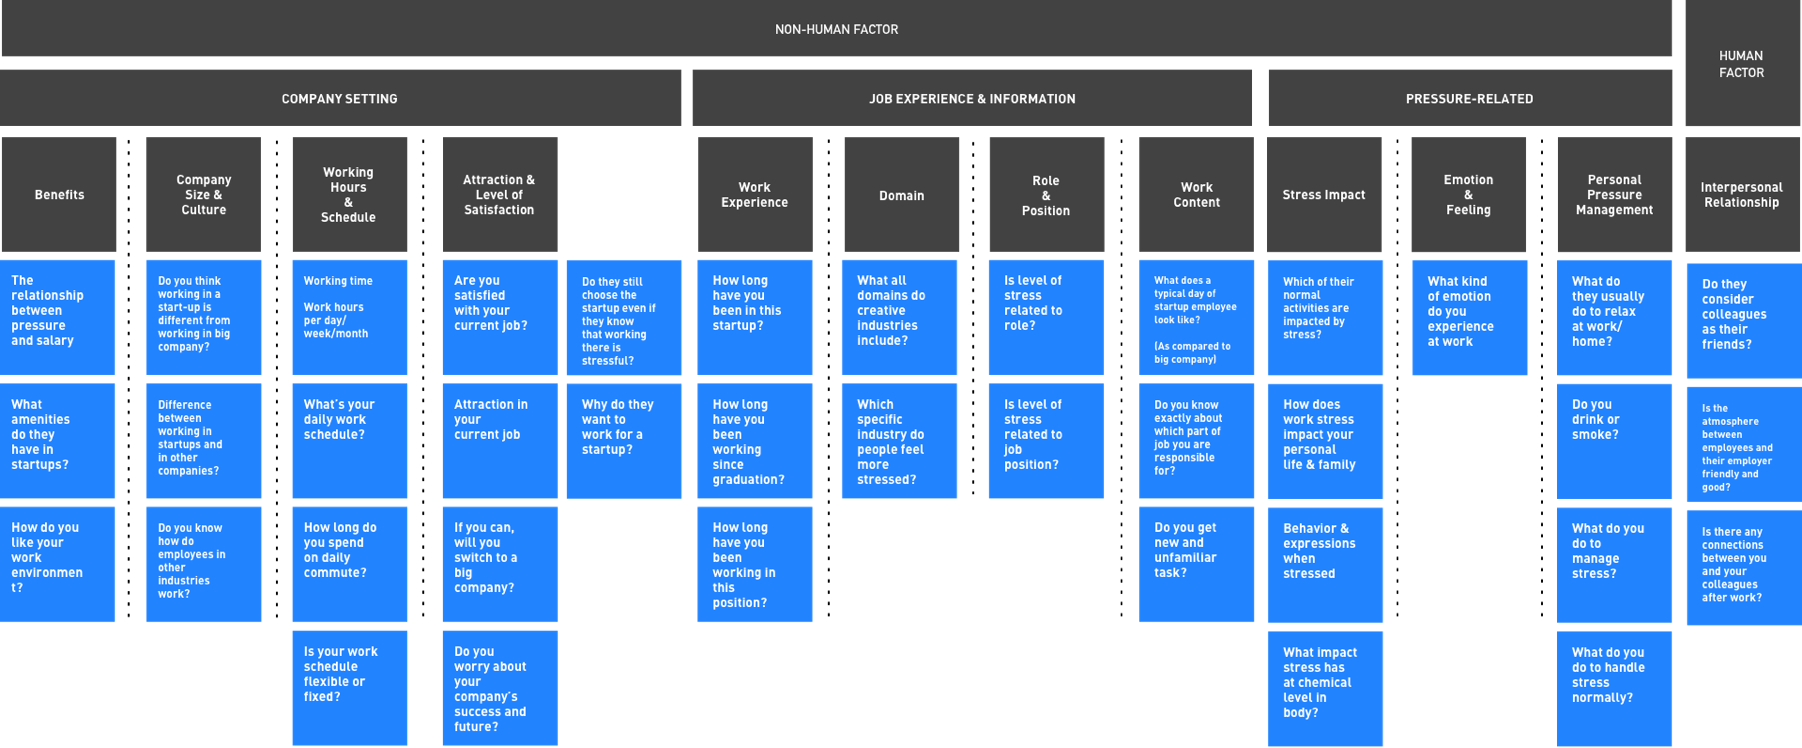 NON-HUMAN FACTOR
HUMAN
FACTOR
COMPANY SETTING
JOB EXPERIENCE & INFORMATION
PRESSURE-RELATED
Benefits
Company
Size &
Culture
Working
Hours
&
Schedule
Attraction &
Level of
Satisfaction
Work
Experience
Domain
Role
&
Position
Work
Content
Stress Impact
Emotion
&
Feeling
Personal
Pressure
Management
Interpersonal
Relationship
The
relationship
between
pressure
and salary
Do you think
working in a
start-up is
different from
working in big
company?
Working time
Work hours
per day/
week/month
Are you
satisfied
with your
current job?
Do they still
choose the
startup even if
they know
that working
there is
stressful?
How long
have you
been in this
startup?
What all
domains do
creative
industries
include?
Is level of
stress
related to
role?
What does a
typical day of
startup employee
look like?
(As compared to
big company)
Which of their
normal
activities are
impacted by
stress?
What kind
of emotion
do you
experience
at work
What do
they usually
do to relax
at work/
home?
Do they
consider
colleagues
as their
friends?
What
amenities
do they
have in
startups?
Difference
between
working in
startups and
in other
companies?
What's your
daily work
schedule?
Attraction in
your
current job
Why do they
want to
work for a
startup?
How long
have you
been
working
since
graduation?
Which
specific
industry do
people feel
more
stressed?
Is level of
stress
related to
job
position?
Do you know
exactly about
which part of
job you are
responsible
for?
How does
work stress
impact your
personal
life & family
Do you
drink or
smoke?
Is the
atmosphere
between
employees and
their employer
friendly and
good?
How do you
like your
work
environmen
t?
Do you know
how do
employees in
other
industries
work?
How long do
you spend
on daily
commute?
If you can,
will you
switch to a
big
company?
How long
have you
been
working in
this
position?
Do you get
new and
unfamiliar
task?
Behavior &
expressions
when
stressed
What do you
do to
manage
stress?
Is there any
connections
between you
and your
colleagues
after work?
Is your work
schedule
flexible or
fixed?
Do you
worry about
your
company's
success and
future?
What impact
stress has
at chemical
level in
body?
What do you
do to handle
stress
normally?